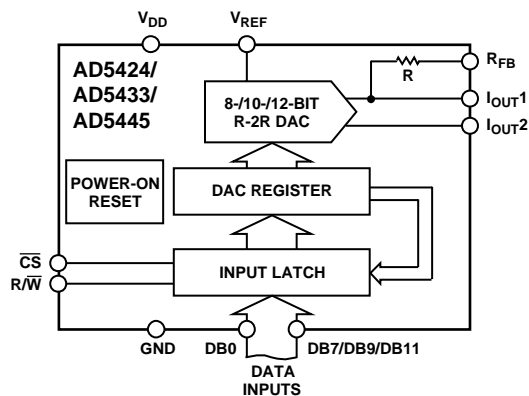 VDD
VREF
AD5424/
AD5433/
AD5445
RFB
R
8-/10-/12-BIT
R-2R DAC
IOUT1
IOUT2
POWER-ON
RESET
DAC REGISTER
C̅S̅
R/W̅
INPUT LATCH
GND
DB0
DB7/DB9/DB11
DATA
INPUTS